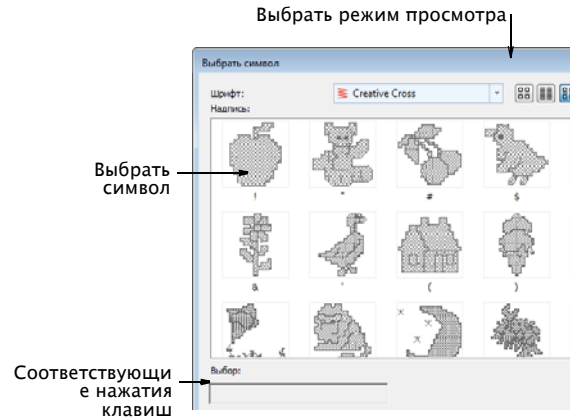 Выбрать режим просмотра
Выбрать символ
Шрифт:
Creative Cross
Надпись:
Выбрать
символ
! " # $
& ' ( )
Выбор:
Соответствующи
е нажатия
клавиш